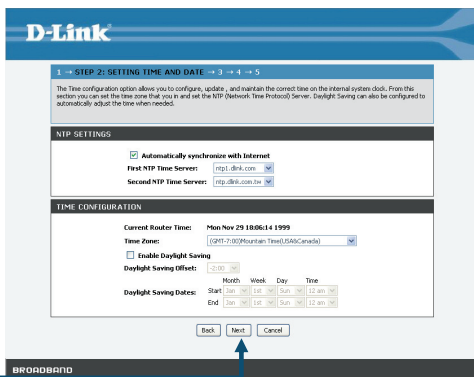 D-Link
1 → STEP 2: SETTING TIME AND DATE → 3 → 4 → 5
The Time configuration option allows you to configure, update , and maintain the correct time on the internal system clock. From this
section you can set the time zone that you in and set the NTP (Network Time Protocol) Server. Daylight Saving can also be configured to
automatically adjust the time when needed.
NTP SETTINGS
Automatically synchronize with Internet
First NTP Time Server: ntp1.dlink.com
Second NTP Time Server: ntp.dlink.com.tw
TIME CONFIGURATION
Current Router Time: Mon Nov 29 18:06:14 1999
Time Zone: (GMT-7:00)Mountain Time(USA&Canada)
Enable Daylight Saving
Daylight Saving Offset: -2:00
Month Week Day Time
Daylight Saving Dates: Start Jan 1st Sun 12 am
End Jan 1st Sun 12 am
Back Next Cancel
BROADBAND